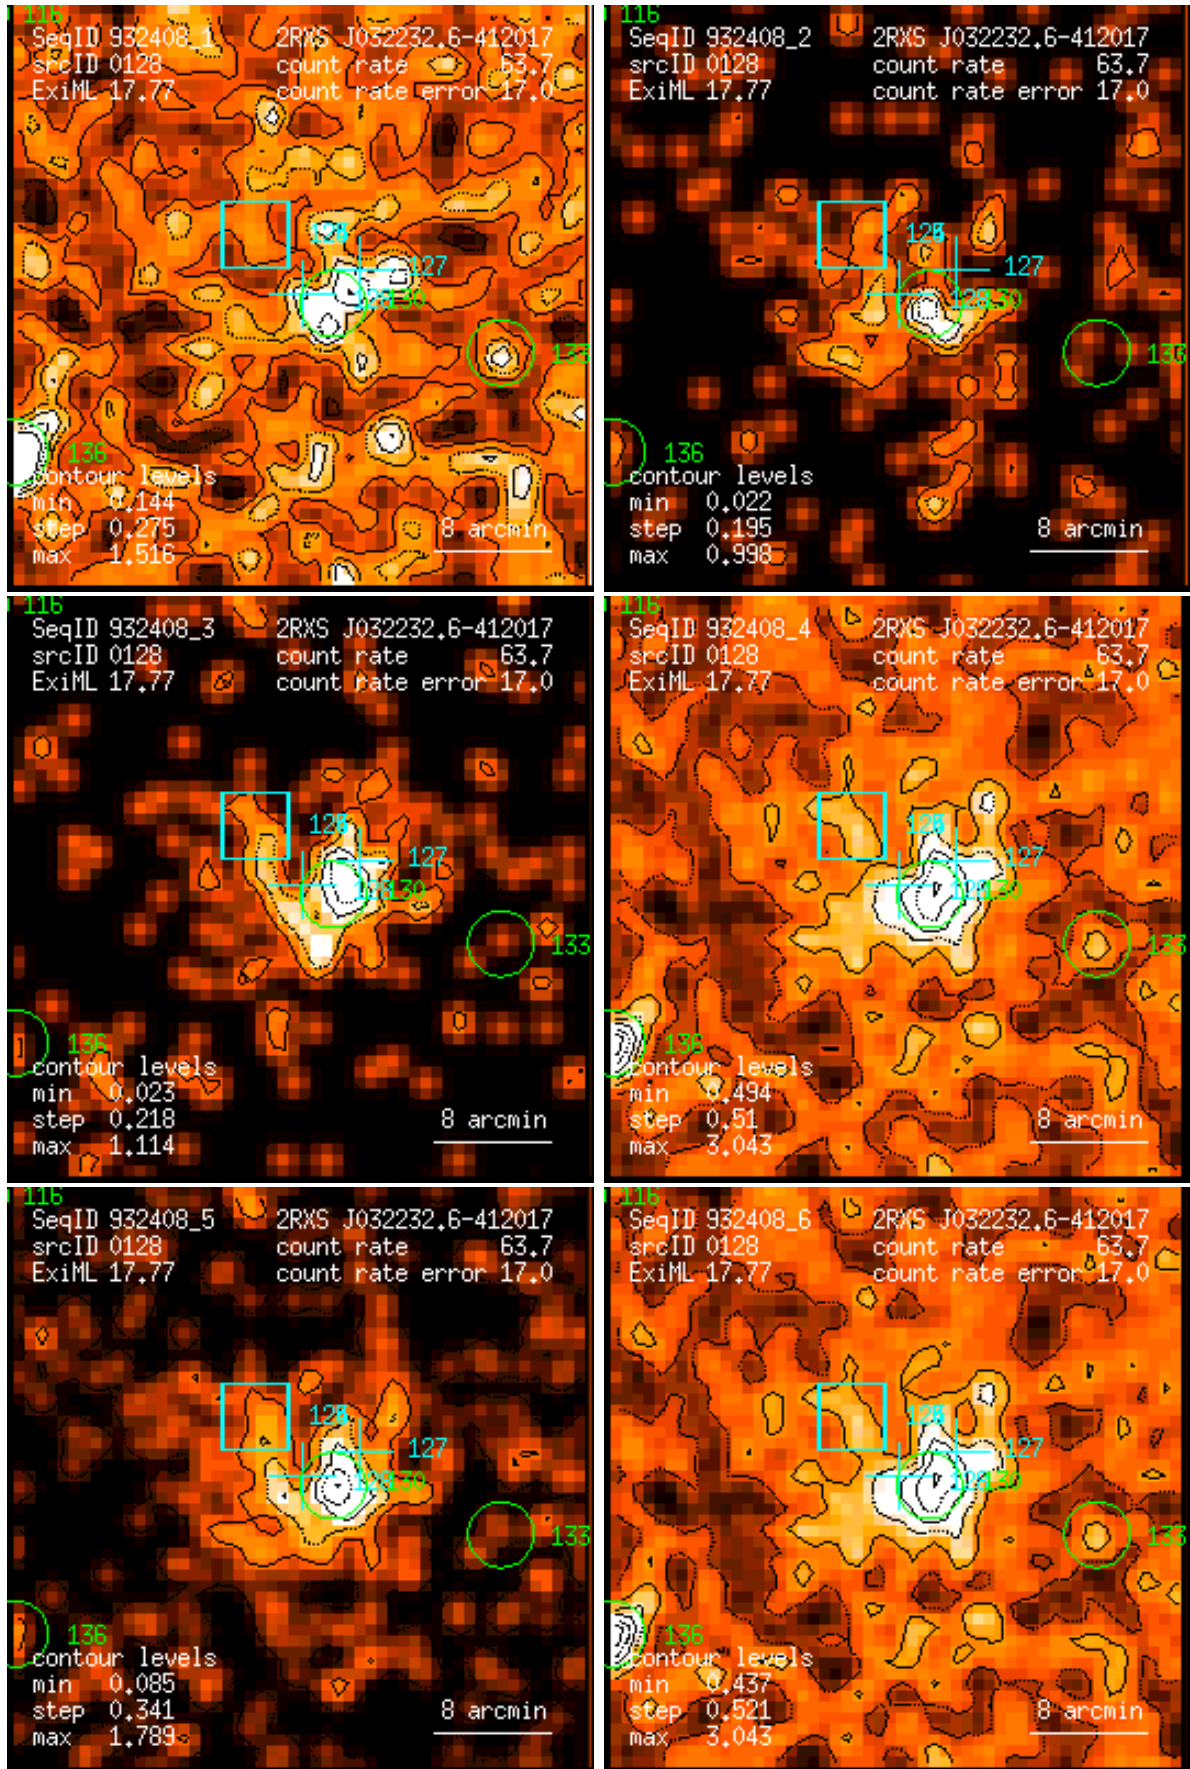 116
SeqID 932408_1 2RXS J032232.6-412017
srcID 0128 count rate 63.7
ExiML 17.77 count rate error 17.0
127
130
133
136
contour levels
min 0.144
step 0.275
max 1.516
8 arcmin
116
SeqID 932408_2 2RXS J032232.6-412017
srcID 0128 count rate 63.7
ExiML 17.77 count rate error 17.0
127
130
133
136
contour levels
min 0.022
step 0.195
max 0.998
8 arcmin
116
SeqID 932408_3 2RXS J032232.6-412017
srcID 0128 count rate 63.7
ExiML 17.77 count rate error 17.0
127
130
133
136
contour levels
min 0.023
step 0.218
max 1.114
8 arcmin
116
SeqID 932408_4 2RXS J032232.6-412017
srcID 0128 count rate 63.7
ExiML 17.77 count rate error 17.0
127
130
133
136
contour levels
min 0.494
step 0.51
max 3.043
8 arcmin
116
SeqID 932408_5 2RXS J032232.6-412017
srcID 0128 count rate 63.7
ExiML 17.77 count rate error 17.0
127
130
133
136
contour levels
min 0.085
step 0.341
max 1.789
8 arcmin
116
SeqID 932408_6 2RXS J032232.6-412017
srcID 0128 count rate 63.7
ExiML 17.77 count rate error 17.0
127
130
133
136
contour levels
min 0.437
step 0.521
max 3.043
8 arcmin